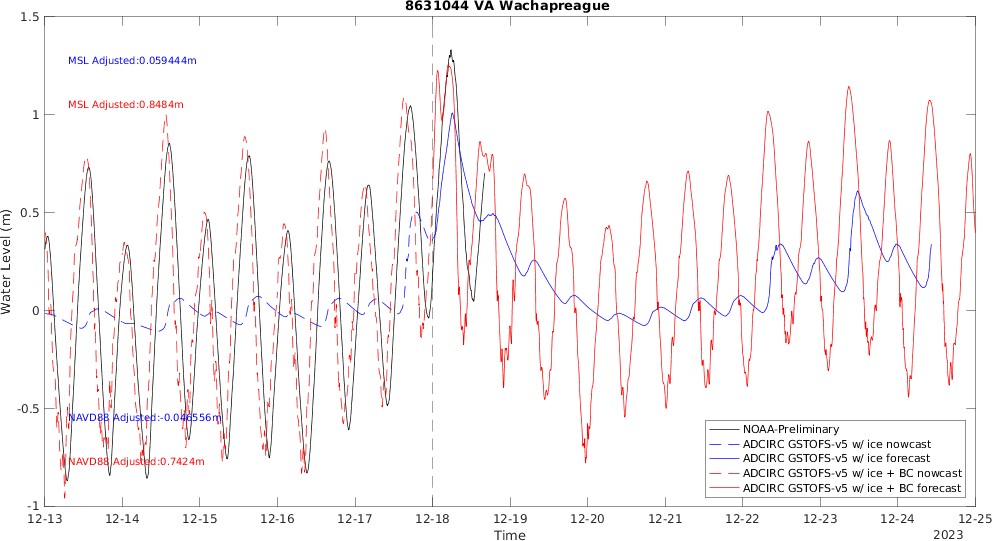 8631044 VA Wachapreague
1.5
1
0.5
0
-0.5
-1
Water Level (m)
MSL Adjusted:0.059444m
MSL Adjusted:0.8484m
NAVD88 Adjusted:-0.046556m
NAVD88 Adjusted:0.7424m
NOAA-Preliminary
ADCIRC GSTOFS-v5 w/ ice nowcast
ADCIRC GSTOFS-v5 w/ ice forecast
ADCIRC GSTOFS-v5 w/ ice + BC nowcast
ADCIRC GSTOFS-v5 w/ ice + BC forecast
12-13 12-14 12-15 12-16 12-17 12-18 12-19 12-20 12-21 12-22 12-23 12-24 12-25
Time
2023